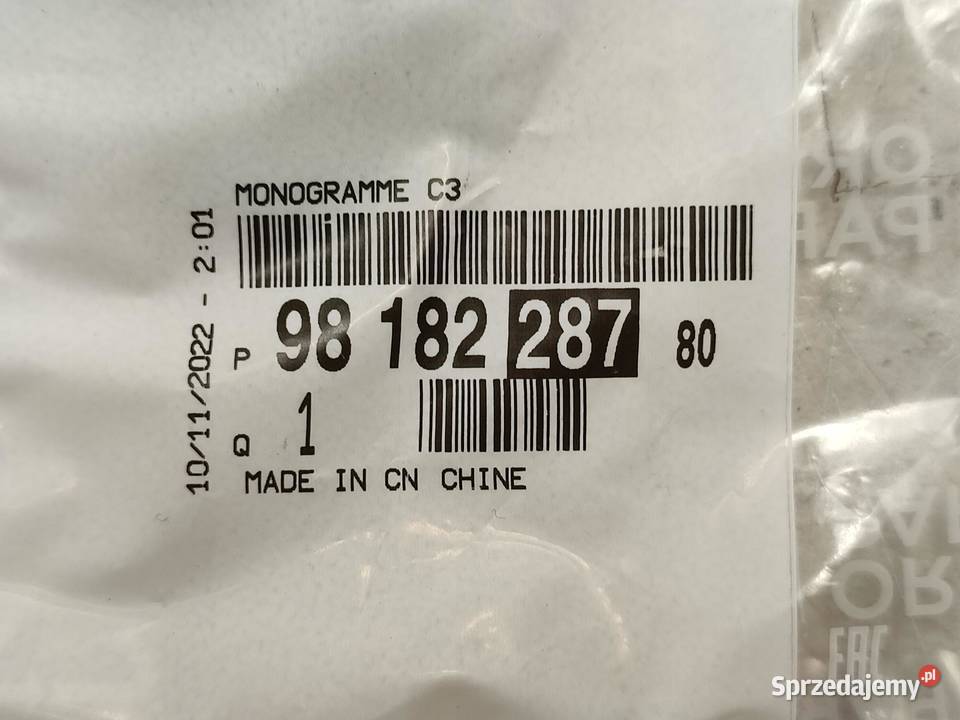 MONOGRAMME C3
10/11/2022 - 2:01
P 98 182 287 80
Q 1
MADE IN CN CHINE
EAC
Sprzedajemy.pl